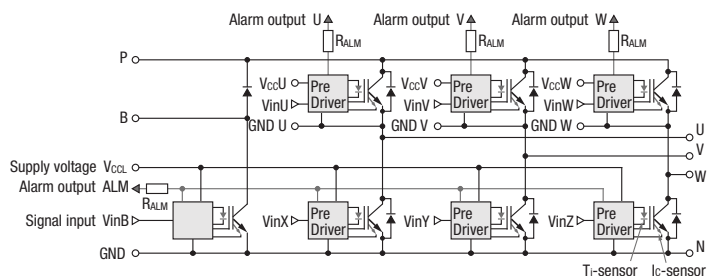 Alarm output U Alarm output V Alarm output W
RALM RALM RALM
P
VCCU Pre Driver VCCV Pre Driver VCCW Pre Driver
VinU VinV VinW
B
GND U GND V GND W
U
V
Supply voltage VCCL
W
Alarm output ALM
RALM
Signal input VinB VinX Pre Driver VinY Pre Driver VinZ Pre Driver
GND N
Tj-sensor IC-sensor